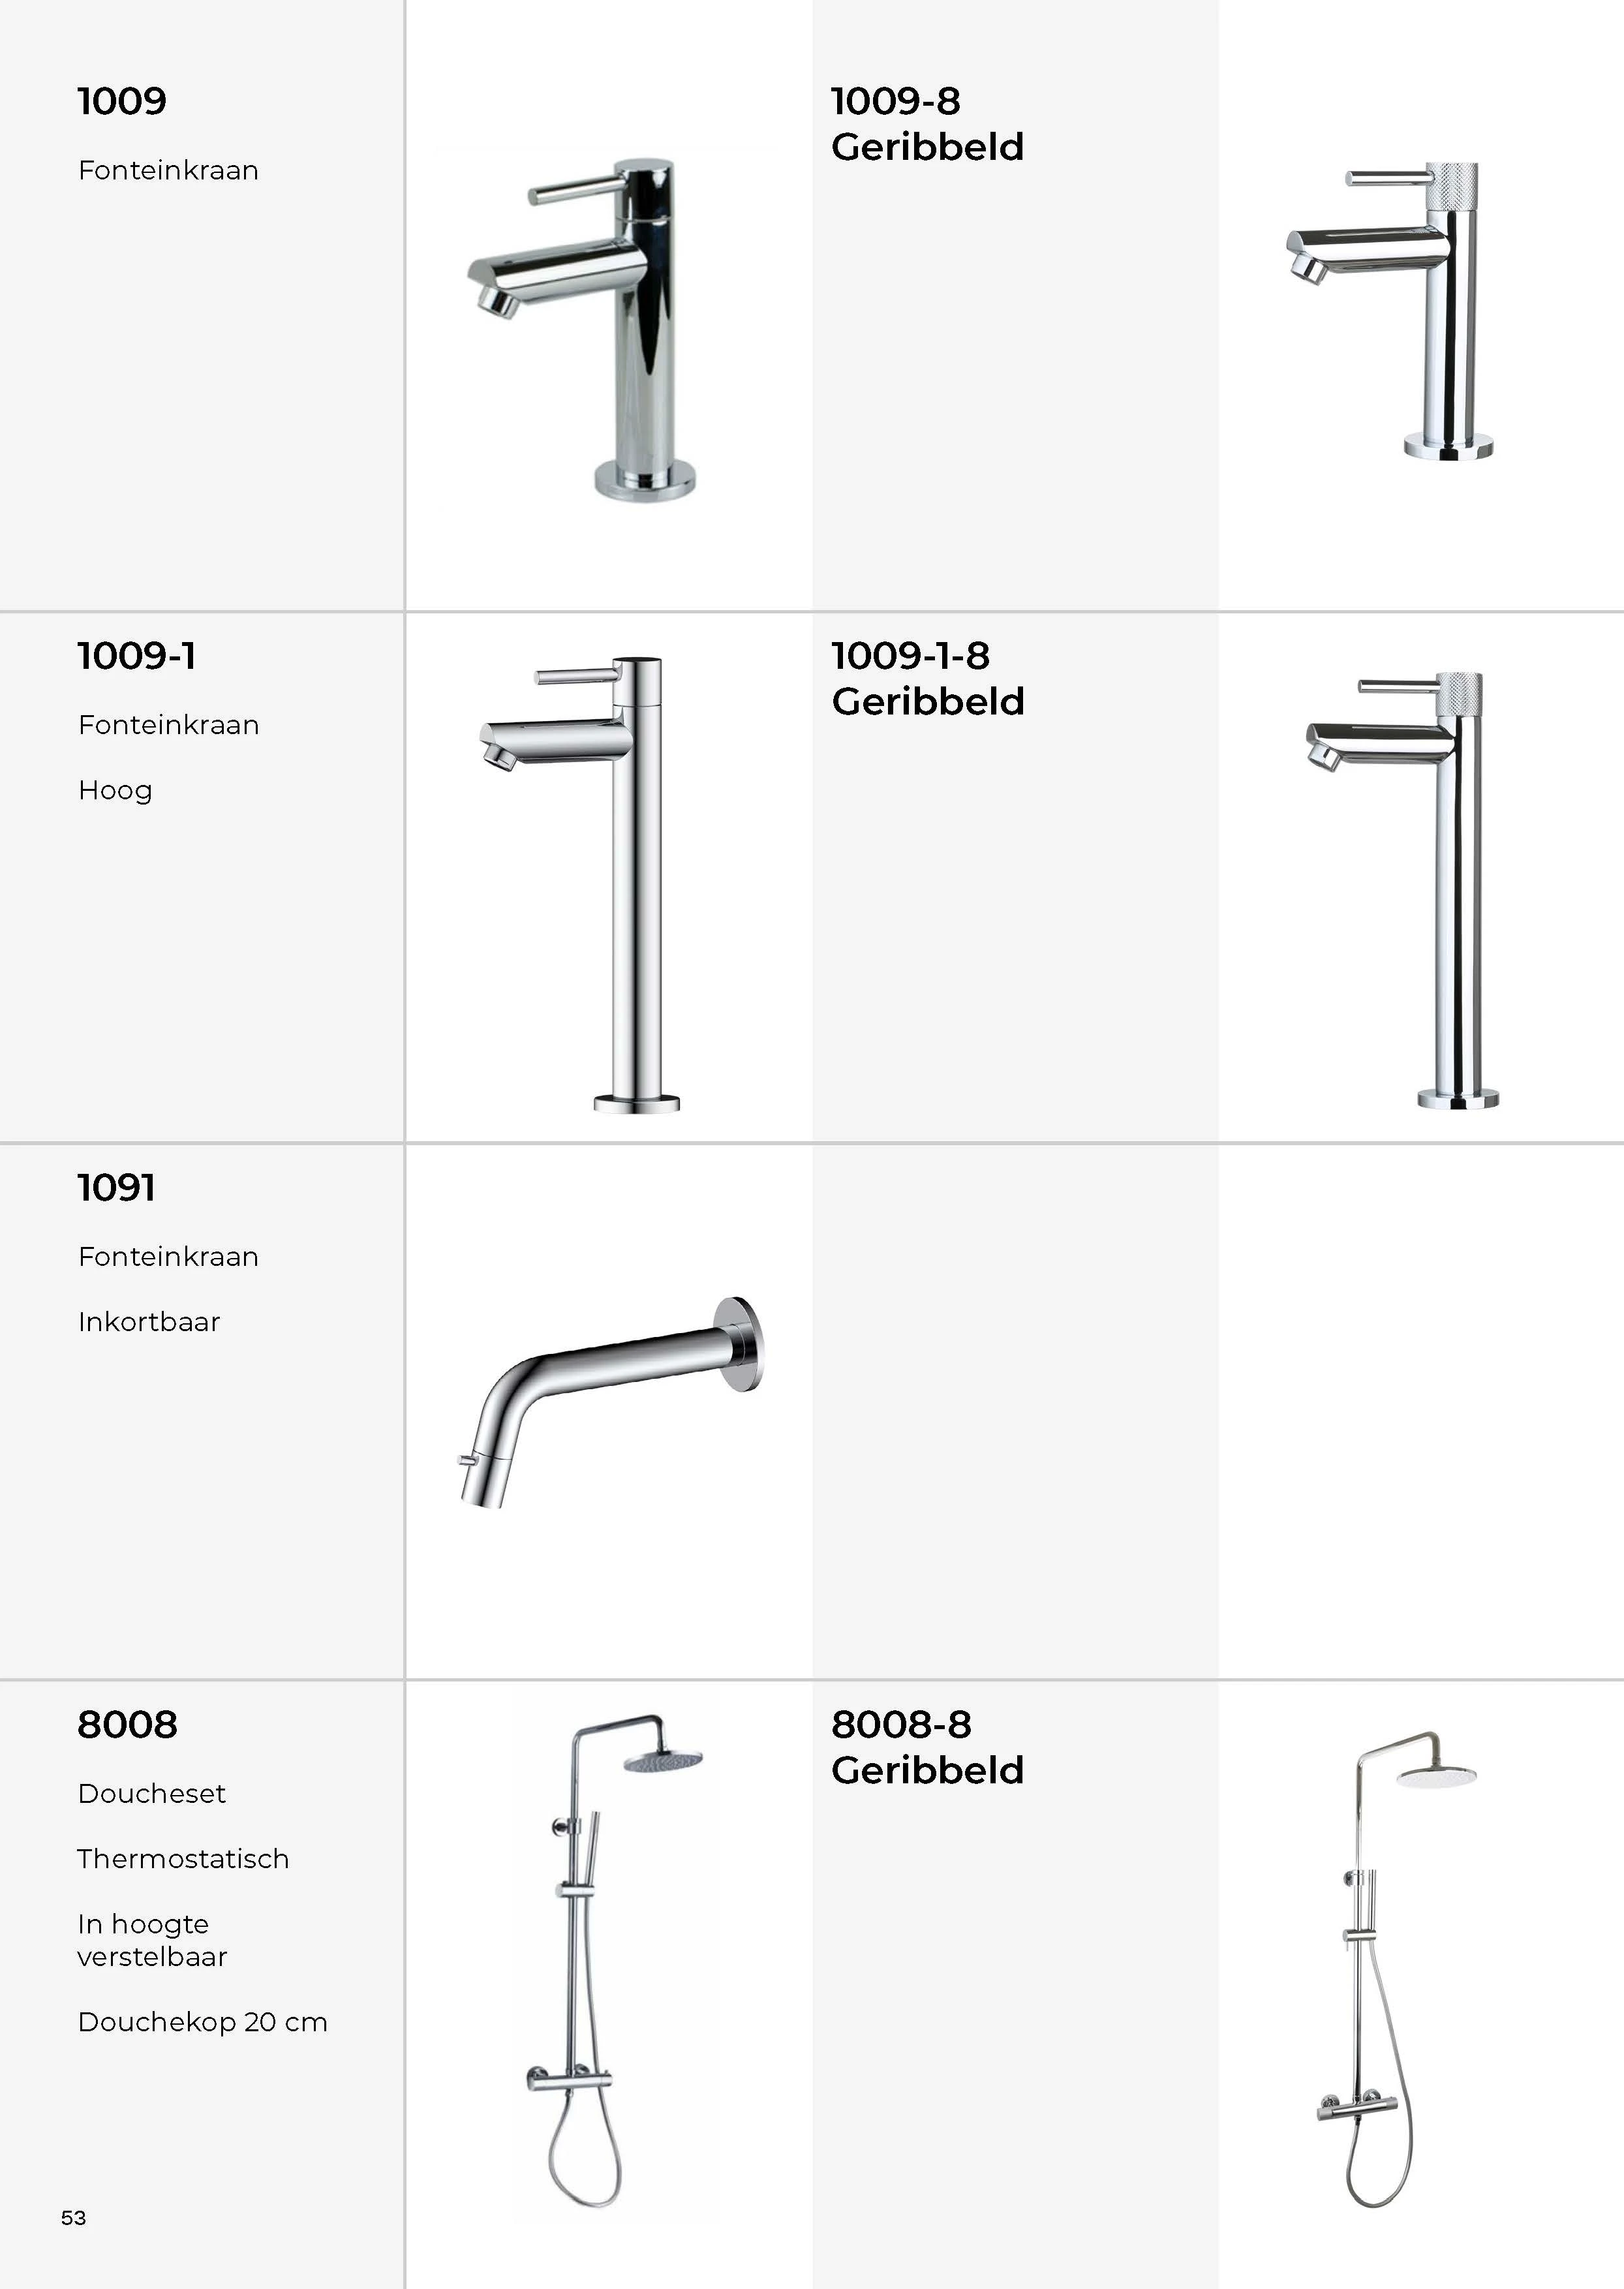 1009
Fonteinkraan
1009-8
Geribbeld
1009-1
Fonteinkraan
Hoog
1009-1-8
Geribbeld
1091
Fonteinkraan
Inkortbaar
8008
Doucheset
Thermostatisch
In hoogte
verstelbaar
Douchekop 20 cm
8008-8
Geribbeld
53